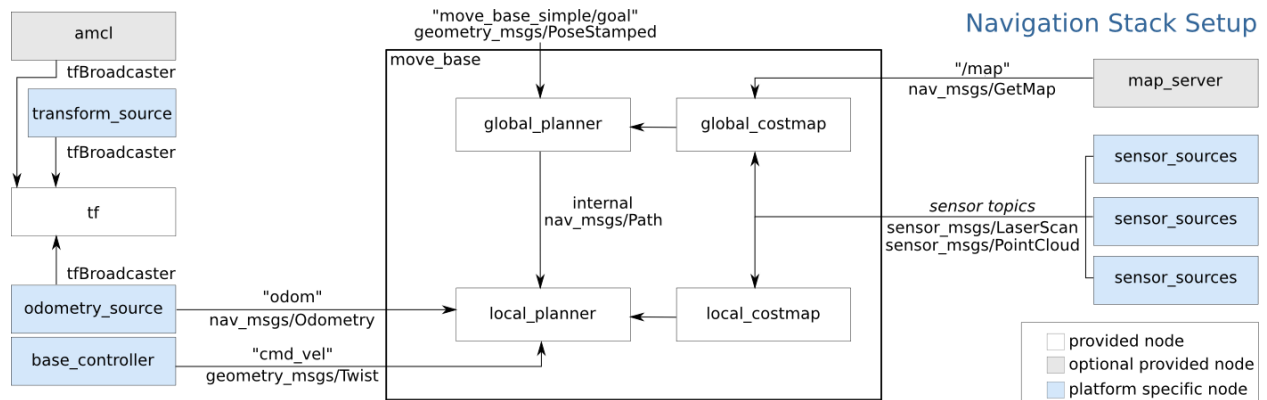 Navigation Stack Setup
amcl
tfBroadcaster
transform_source
tfBroadcaster
tf
tfBroadcaster
odometry_source
base_controller
"odom"
nav_msgs/Odometry
"cmd_vel"
geometry_msgs/Twist
"move_base_simple/goal"
geometry_msgs/PoseStamped
move_base
global_planner
global_costmap
internal
nav_msgs/Path
local_planner
local_costmap
"/map"
nav_msgs/GetMap
map_server
sensor_sources
sensor topics
sensor_msgs/LaserScan
sensor_msgs/PointCloud
sensor_sources
sensor_sources
provided node
optional provided node
platform specific node